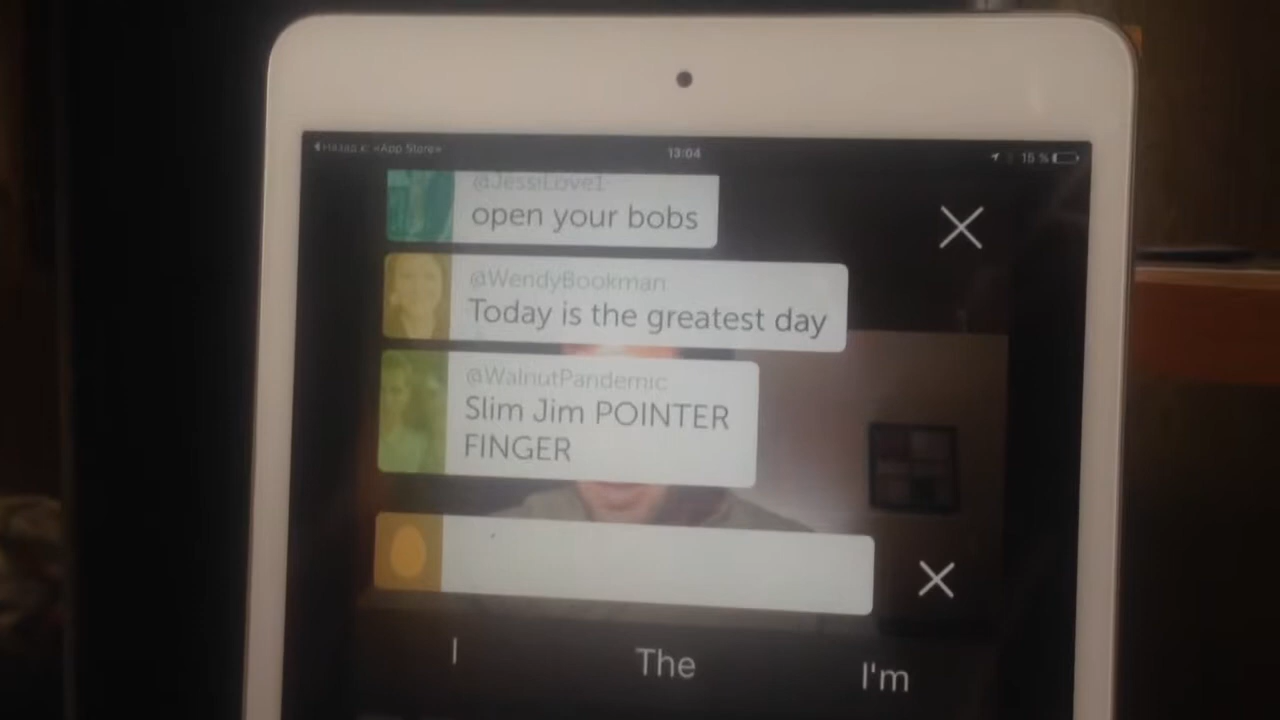 Назад к «App Store»
13:04
15 %
@JessiLove1
open your bobs
@WendyBookman
Today is the greatest day
@WalnutPandemic
Slim Jim POINTER
FINGER
I The I'm